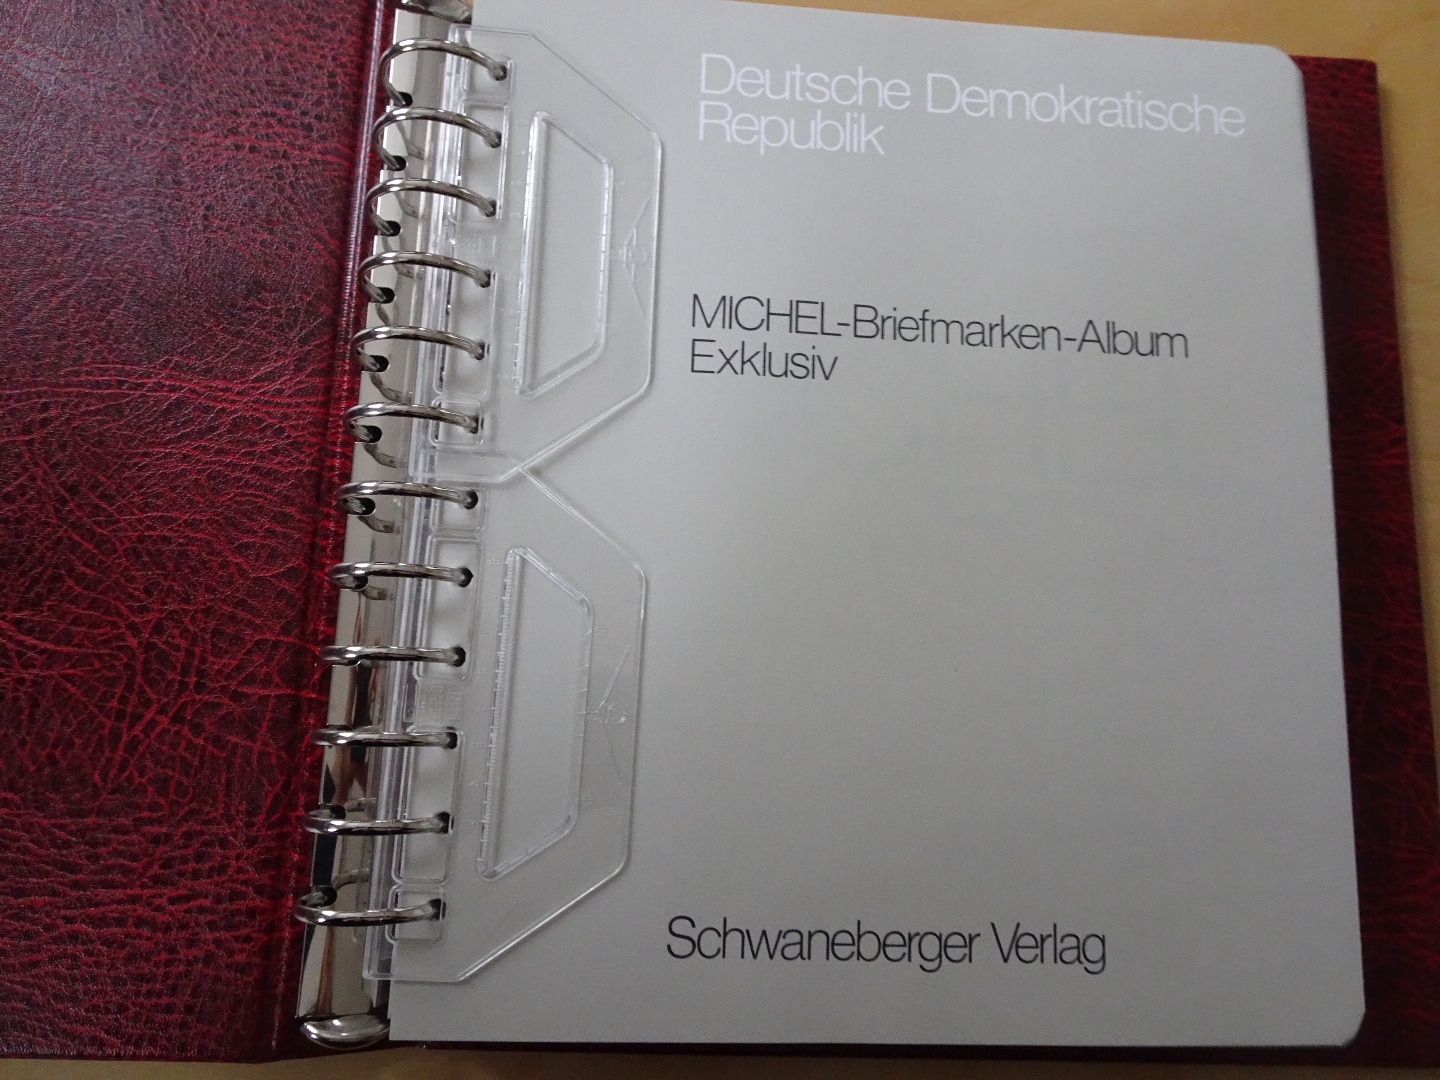 Deutsche Demokratische
Republik
MICHEL-Briefmarken-Album
Exklusiv
Schwaneberger Verlag